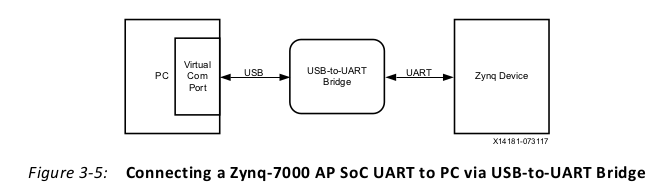 PC
Virtual
Com
Port
USB
USB-to-UART
Bridge
UART
Zynq Device
X14181-073117
Figure 3-5: Connecting a Zynq-7000 AP SoC UART to PC via USB-to-UART Bridge